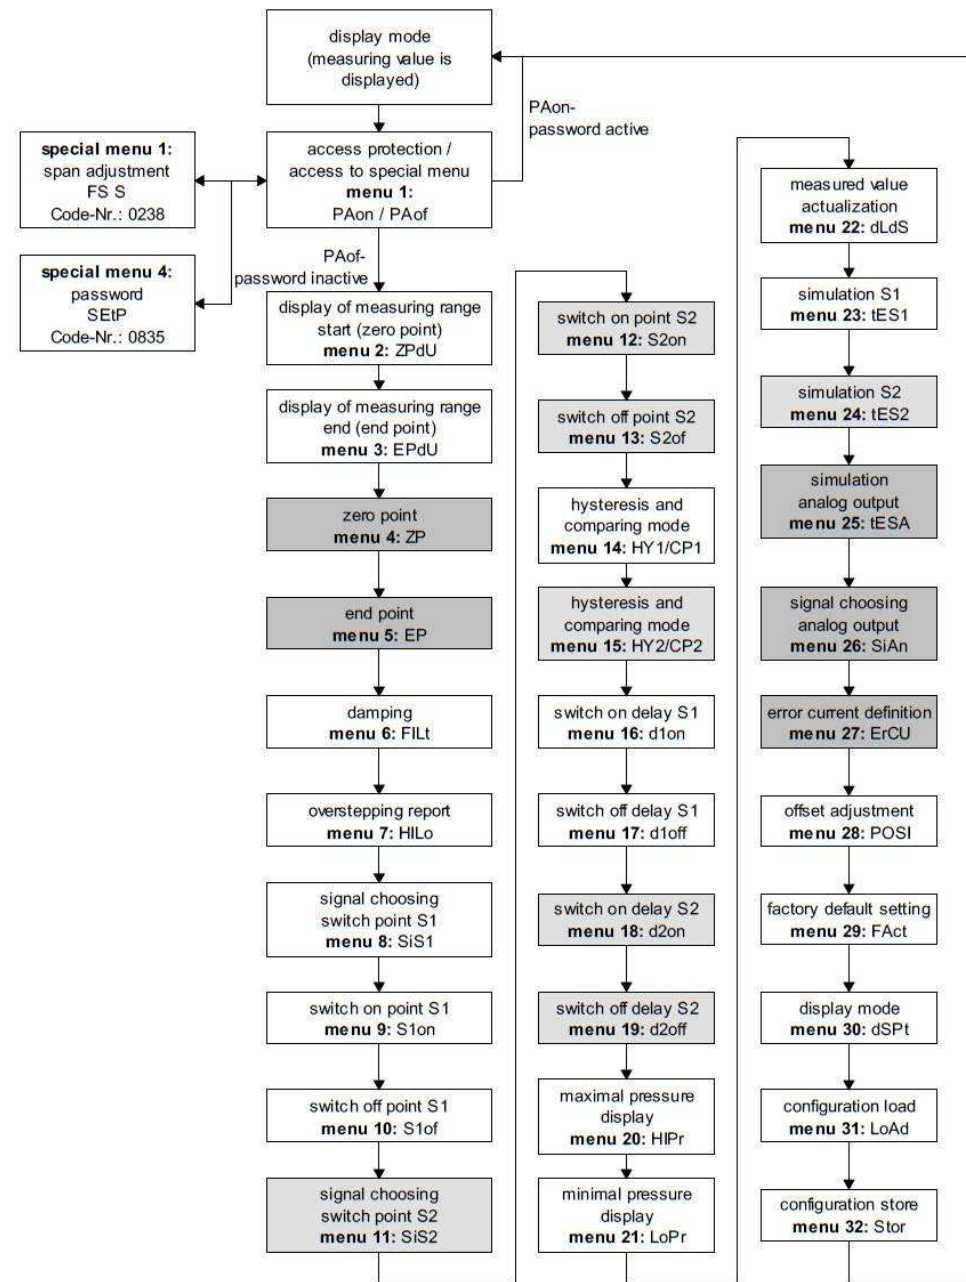 display mode
(measuring value is
displayed)
PAon-
password active
special menu 1:
span adjustment
FS S
Code-Nr.: 0238
access protection /
access to special menu
menu 1:
PAon / PAof
PAof-
password inactive
special menu 4:
password
SEtP
Code-Nr.: 0835
display of measuring range
start (zero point)
menu 2: ZPdU
display of measuring range
end (end point)
menu 3: EPdU
zero point
menu 4: ZP
end point
menu 5: EP
damping
menu 6: FILt
overstepping report
menu 7: HILo
signal choosing
switch point S1
menu 8: SiS1
switch on point S1
menu 9: S1on
switch off point S1
menu 10: S1of
signal choosing
switch point S2
menu 11: SiS2
switch on point S2
menu 12: S2on
switch off point S2
menu 13: S2of
hysteresis and
comparing mode
menu 14: HY1/CP1
hysteresis and
comparing mode
menu 15: HY2/CP2
switch on delay S1
menu 16: d1on
switch off delay S1
menu 17: d1off
switch on delay S2
menu 18: d2on
switch off delay S2
menu 19: d2off
maximal pressure
display
menu 20: HIPr
minimal pressure
display
menu 21: LoPr
measured value
actualization
menu 22: dLdS
simulation S1
menu 23: tES1
simulation S2
menu 24: tES2
simulation
analog output
menu 25: tESA
signal choosing
analog output
menu 26: SiAn
error current definition
menu 27: ErCU
offset adjustment
menu 28: POSI
factory default setting
menu 29: FAct
display mode
menu 30: dSPt
configuration load
menu 31: LoAd
configuration store
menu 32: Stor